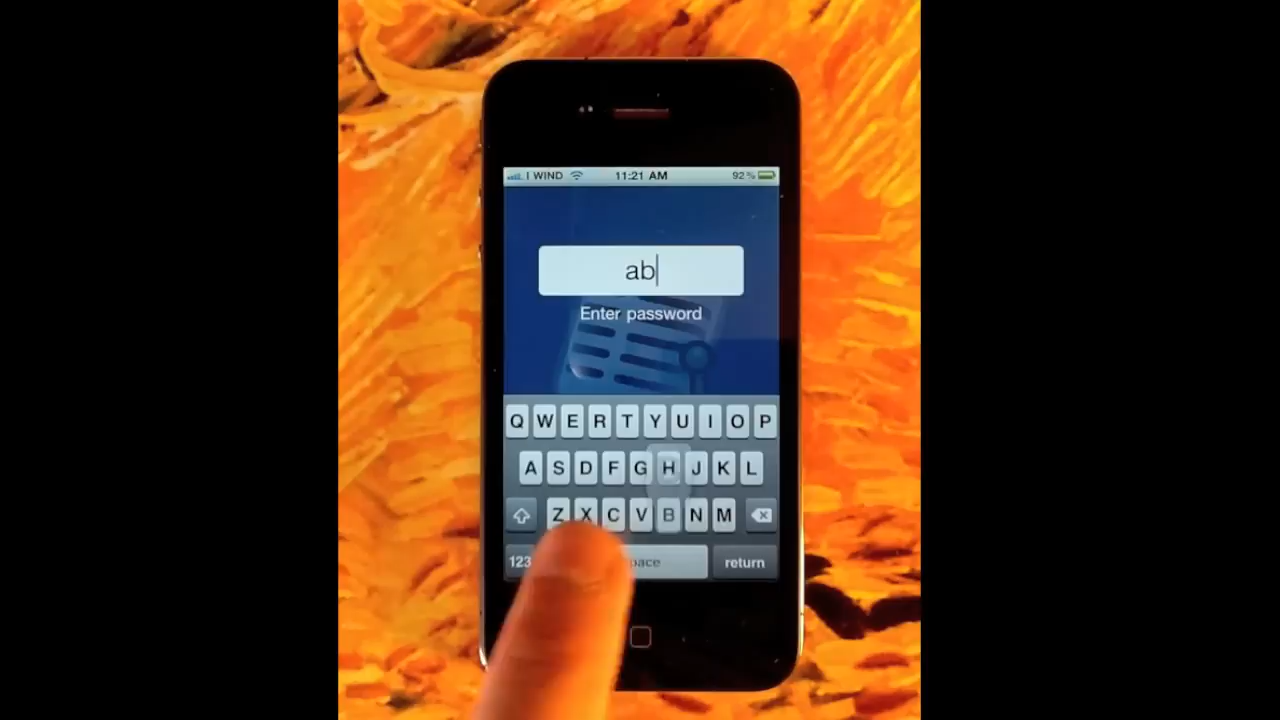 I WIND 11:21 AM 92%
ab
Enter password
Q W E R T Y U I O P
A S D F G H J K L
Z X C V B N M
123 return